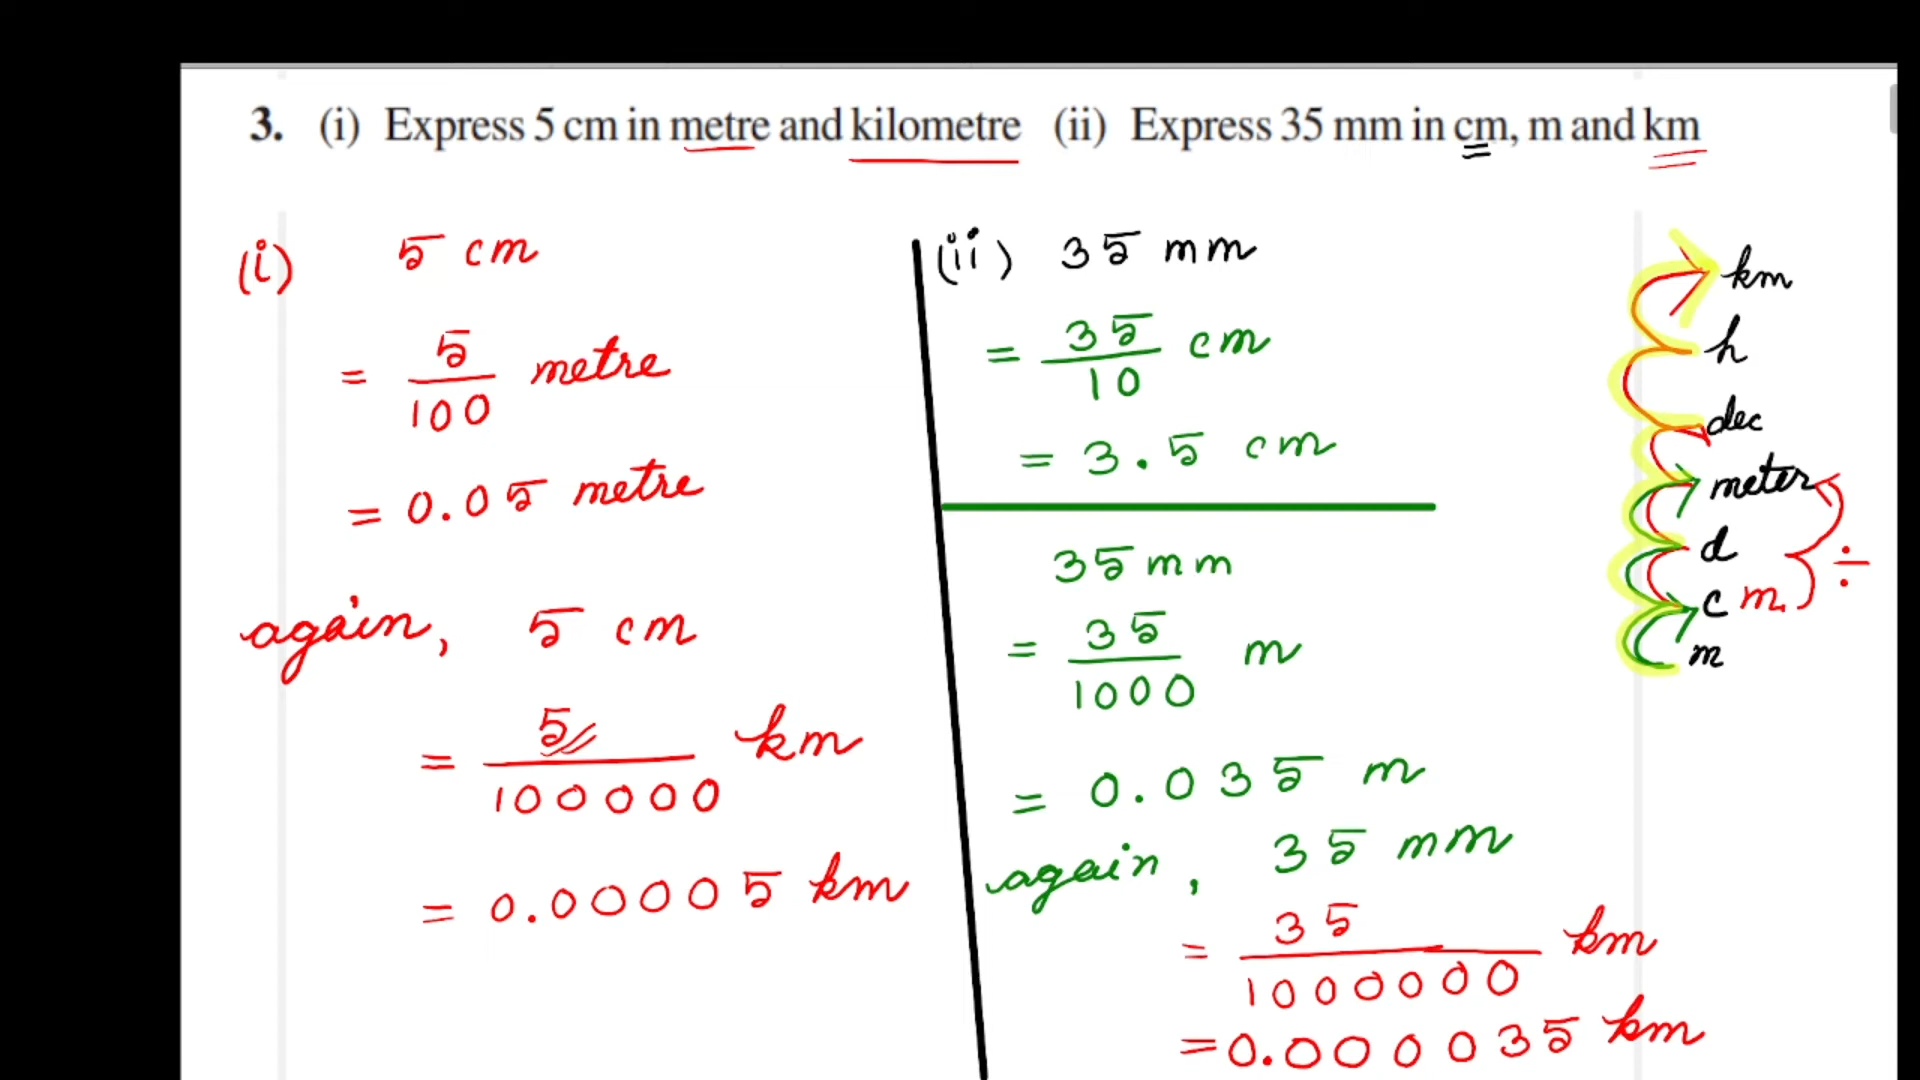 3. (i) Express 5 cm in metre and kilometre (ii) Express 35 mm in cm, m and km
(i) 5 cm
= 5/100 metre
= 0.05 metre
again, 5 cm
= 5/100000 km
= 0.00005 km
(ii) 35 mm
= 35/10 cm
= 3.5 cm
35 mm
= 35/1000 m
= 0.035 m
again, 35 mm
= 35/1000000 km
= 0.000035 km
km
h
dec
meter
d
cm
m
÷